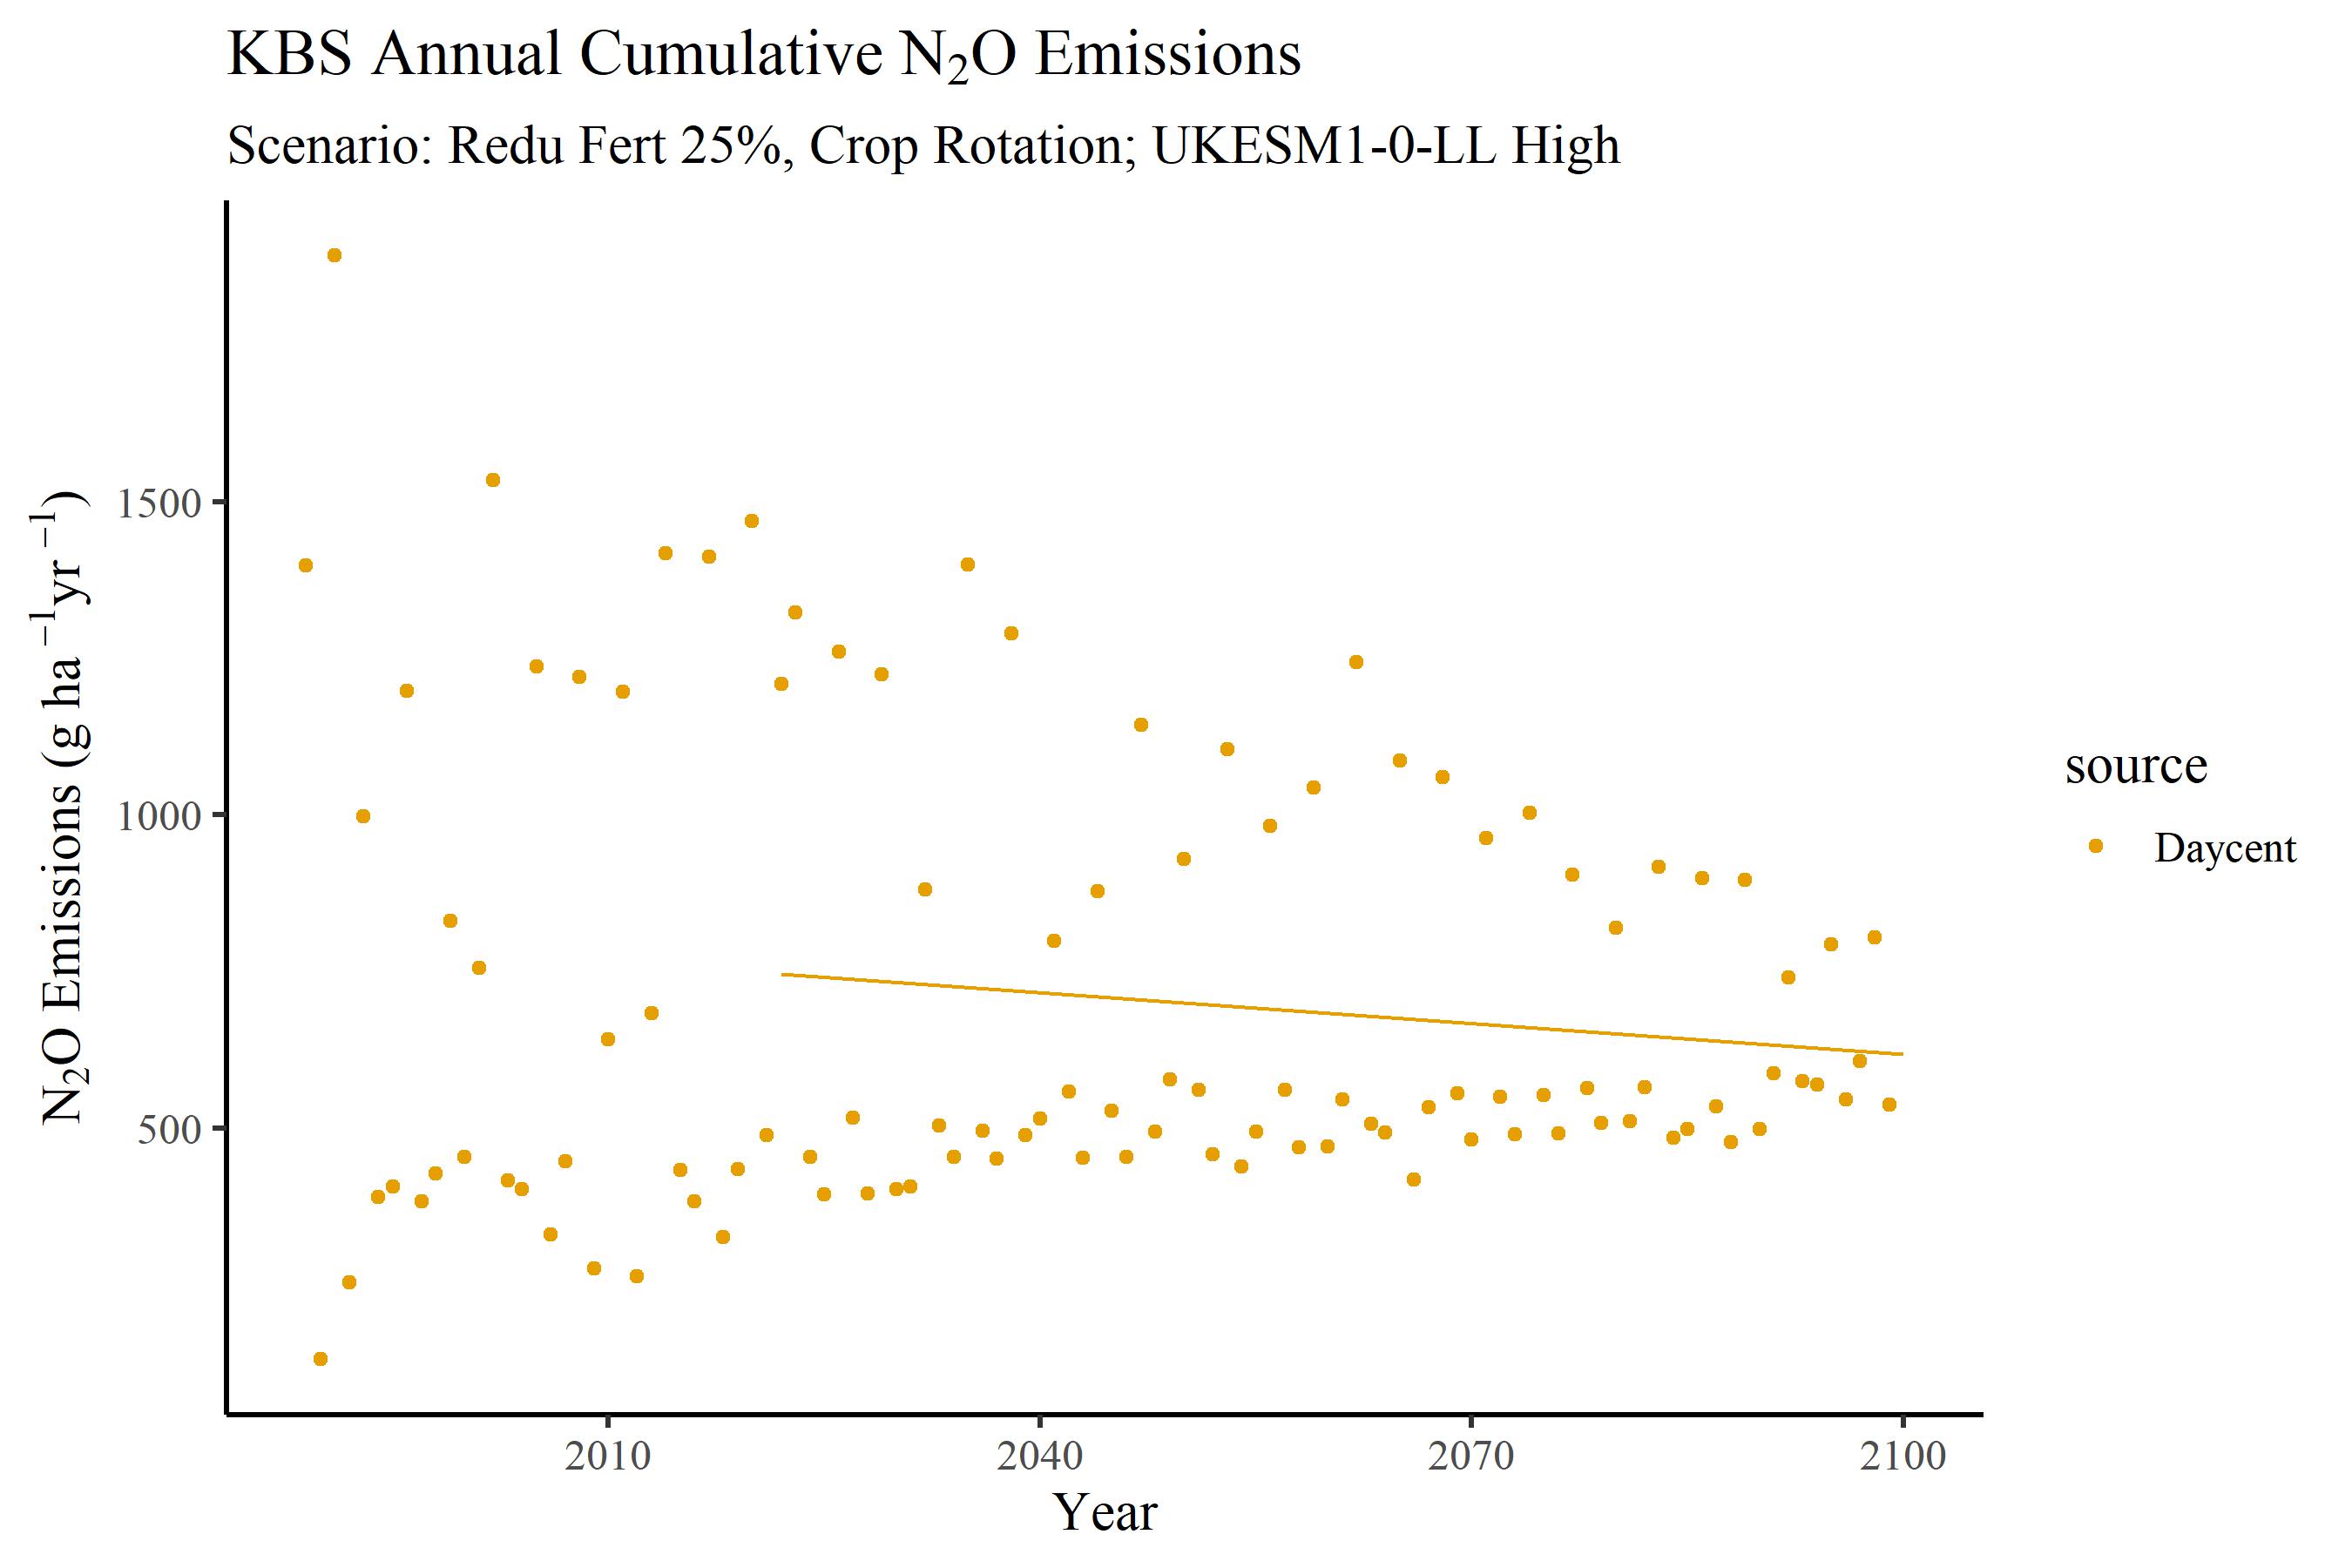 KBS Annual Cumulative N₂O Emissions
Scenario: Redu Fert 25%, Crop Rotation; UKESM1-0-LL High
N₂O Emissions (g ha⁻¹yr⁻¹)
1500
1000
500
2010
2040
2070
2100
Year
source
Daycent